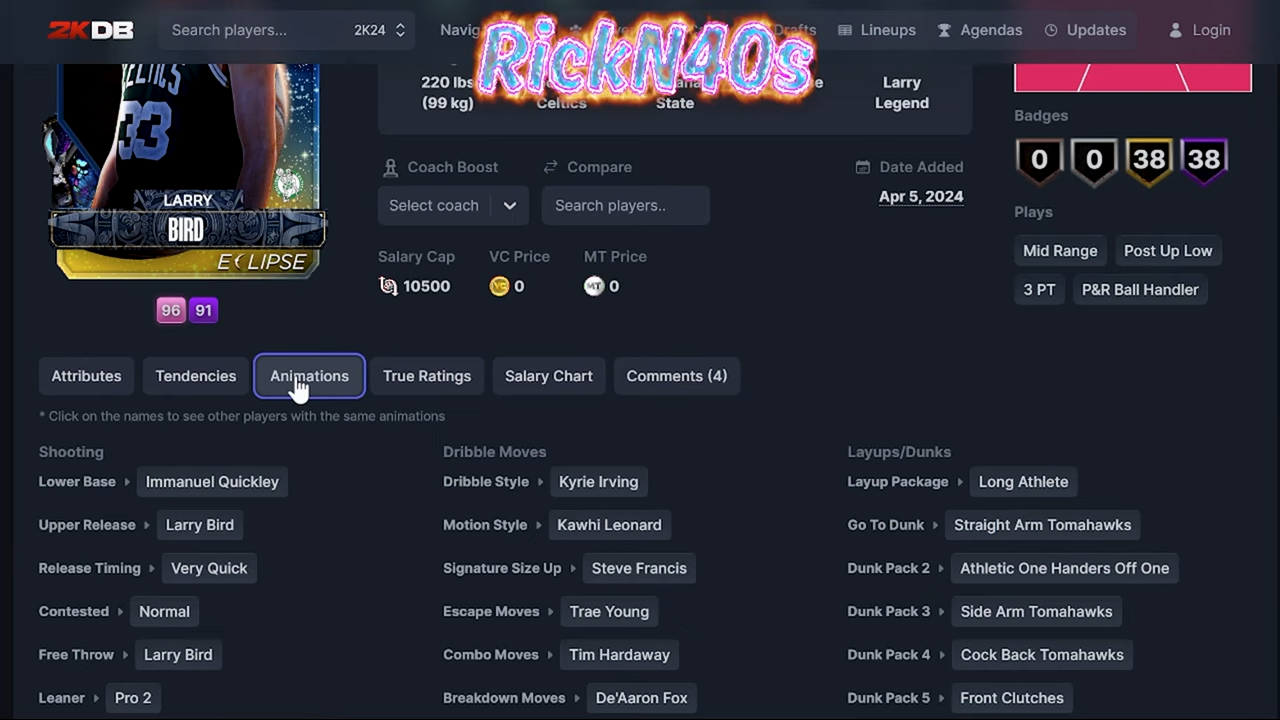 2KDB
Search players...
2K24
Navig
Drafts
Lineups
Agendas
Updates
Login
RickN40s
220 lbs
(99 kg)
Celtics
State
e
Larry
Legend
CELTICS
33
LARRY
BIRD
ECLIPSE
96
91
Coach Boost
Select coach
Compare
Search players..
Date Added
Apr 5, 2024
Salary Cap
10500
VC Price
VC
0
MT Price
MT
0
Badges
0
0
38
38
Plays
Mid Range
Post Up Low
3 PT
P&R Ball Handler
Attributes
Tendencies
Animations
True Ratings
Salary Chart
Comments (4)
* Click on the names to see other players with the same animations
Shooting
Lower Base
Immanuel Quickley
Upper Release
Larry Bird
Release Timing
Very Quick
Contested
Normal
Free Throw
Larry Bird
Leaner
Pro 2
Dribble Moves
Dribble Style
Kyrie Irving
Motion Style
Kawhi Leonard
Signature Size Up
Steve Francis
Escape Moves
Trae Young
Combo Moves
Tim Hardaway
Breakdown Moves
De'Aaron Fox
Layups/Dunks
Layup Package
Long Athlete
Go To Dunk
Straight Arm Tomahawks
Dunk Pack 2
Athletic One Handers Off One
Dunk Pack 3
Side Arm Tomahawks
Dunk Pack 4
Cock Back Tomahawks
Dunk Pack 5
Front Clutches